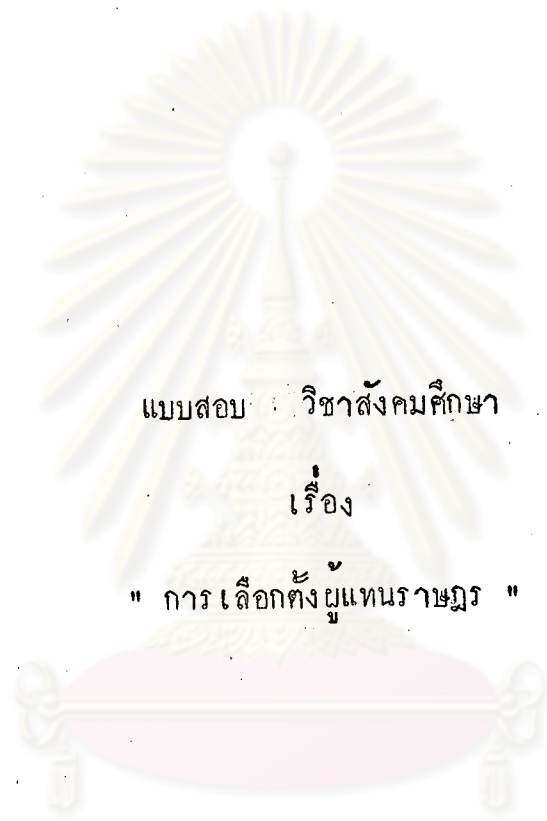 แบบสอบ : วิชาสังคมศึกษา
เรื่อง
" การเลือกตั้งผู้แทนราษฎร "